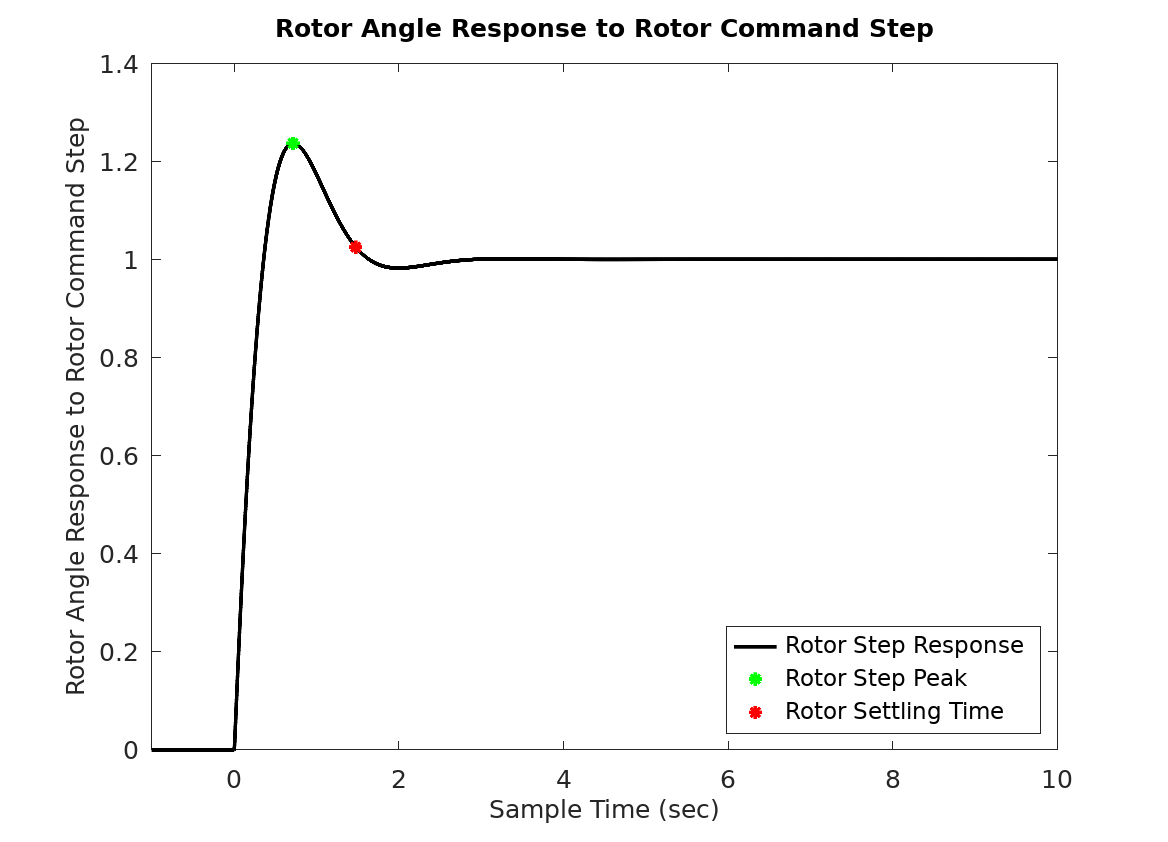 Rotor Angle Response to Rotor Command Step
Rotor Angle Response to Rotor Command Step
1.4
1.2
1
0.8
0.6
0.4
0.2
0
Rotor Step Response
Rotor Step Peak
Rotor Settling Time
0 2 4 6 8 10
Sample Time (sec)